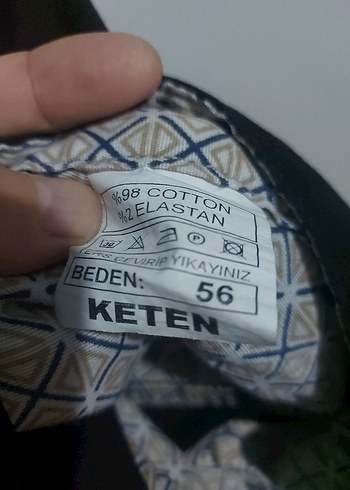 %98 COTTON
%2 ELASTAN
P
TERS ÇEVİRİP YIKAYINIZ
BEDEN: 56
KETEN